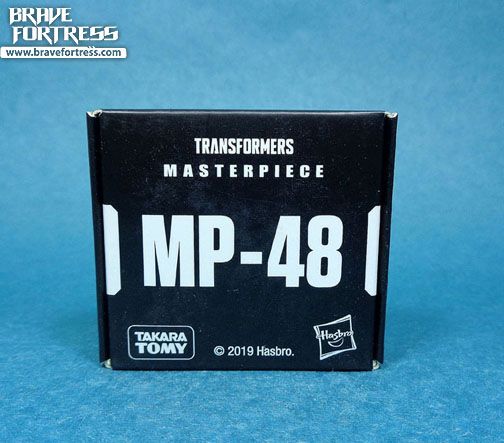 BRAVE
FORTRESS
www.bravefortress.com
TRANSFORMERS
MASTERPIECE
MP-48
TAKARA
TOMY
© 2019 Hasbro.
Hasbro